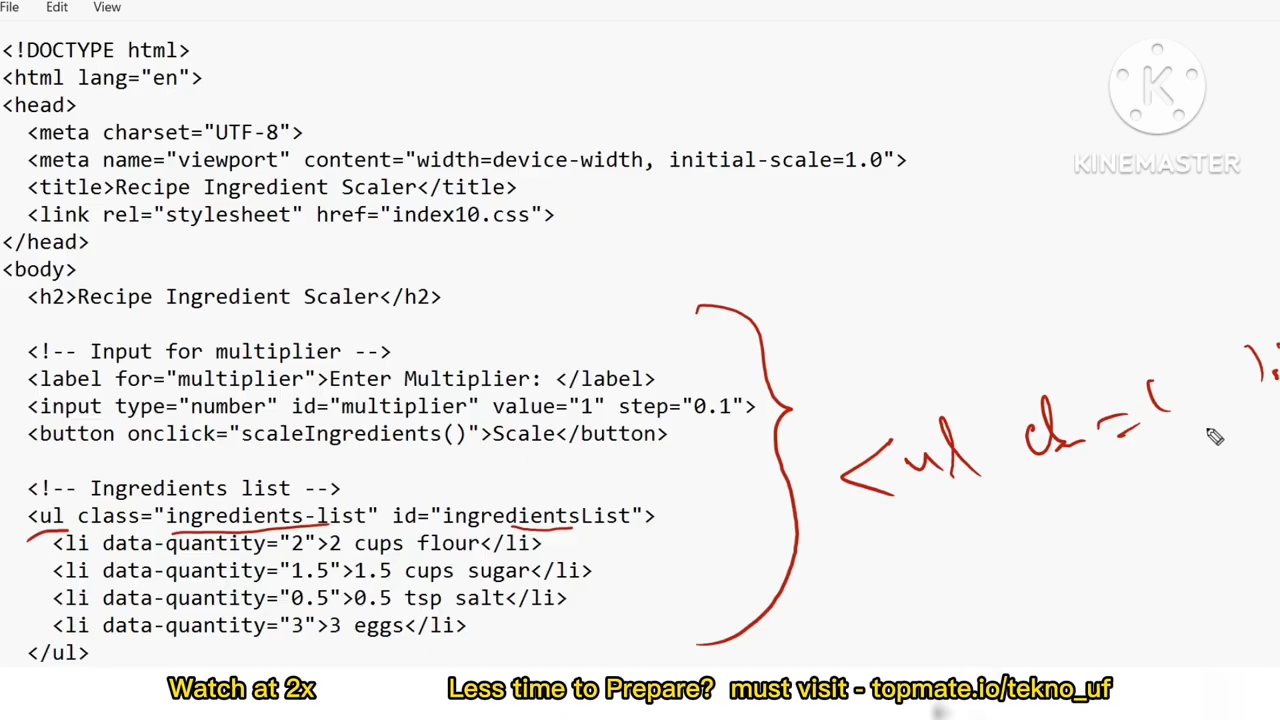 File Edit View
<!DOCTYPE html>
<html lang="en">
<head>
<meta charset="UTF-8">
<meta name="viewport" content="width=device-width, initial-scale=1.0">
<title>Recipe Ingredient Scaler</title>
<link rel="stylesheet" href="index10.css">
</head>
<body>
<h2>Recipe Ingredient Scaler</h2>
<!-- Input for multiplier -->
<label for="multiplier">Enter Multiplier: </label>
<input type="number" id="multiplier" value="1" step="0.1">
<button onclick="scaleIngredients()">Scale</button>
<!-- Ingredients list -->
<ul class="ingredients-list" id="ingredientsList">
<li data-quantity="2">2 cups flour</li>
<li data-quantity="1.5">1.5 cups sugar</li>
<li data-quantity="0.5">0.5 tsp salt</li>
<li data-quantity="3">3 eggs</li>
</ul>
K
KINEMASTER
<ul
Watch at 2x
Less time to Prepare? must visit - topmate.io/tekno_uf